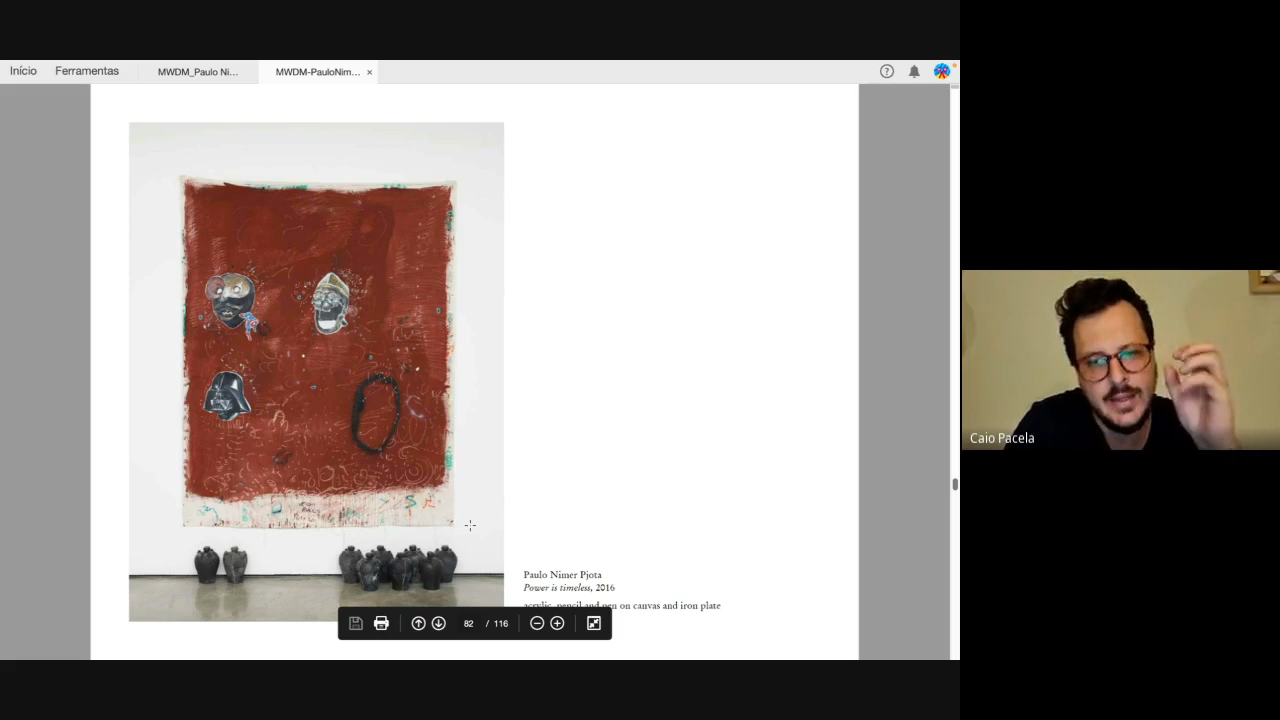 Início Ferramentas MWDM_Paulo Ni... MWDM-PauloNim... ×
Paulo Nimer Pjota
Power is timeless, 2016
acrylic, pencil and pen on canvas and iron plate
82 / 116
Caio Pacela